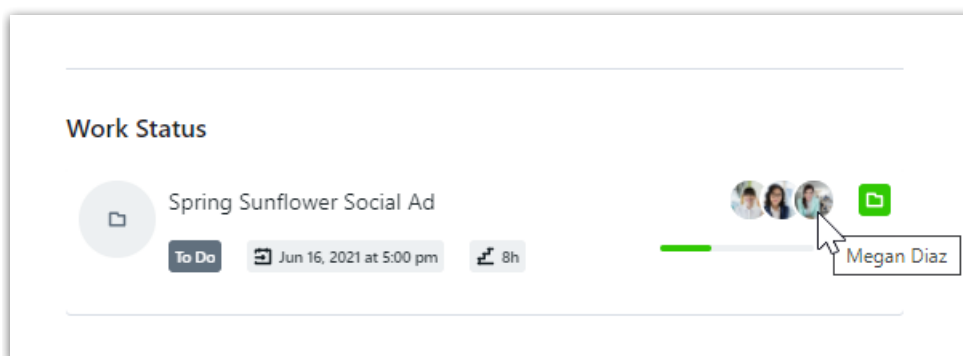 Work Status
Spring Sunflower Social Ad
To Do Jun 16, 2021 at 5:00 pm 8h
Megan Diaz